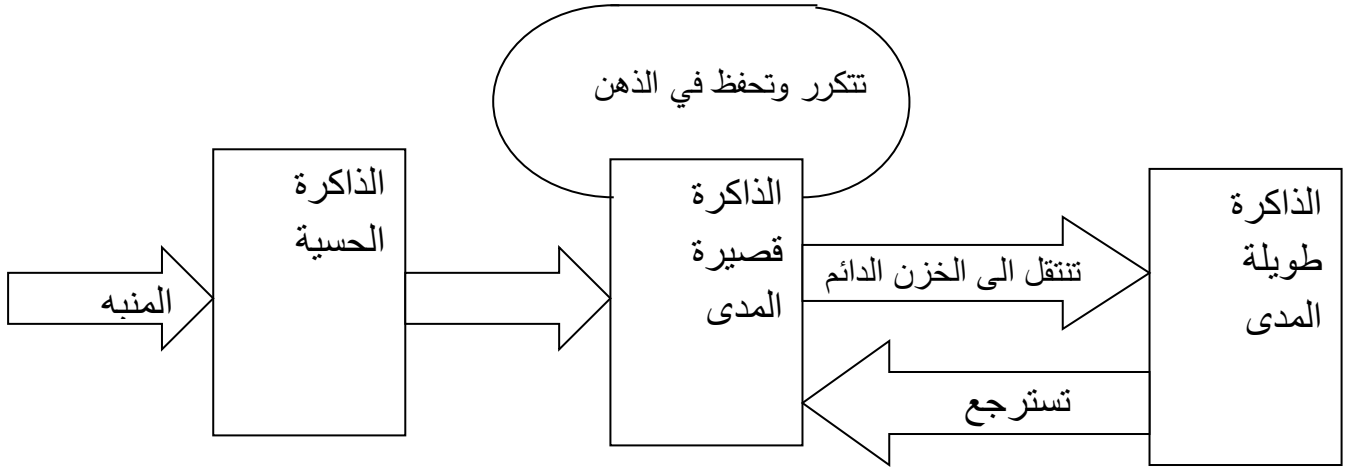 تتكرر وتحفظ في الذهن
المنبه
الذاكرة
الحسية
الذاكرة
قصيرة
المدى
تنتقل الى الخزن الدائم
تسترجع
الذاكرة
طويلة
المدى